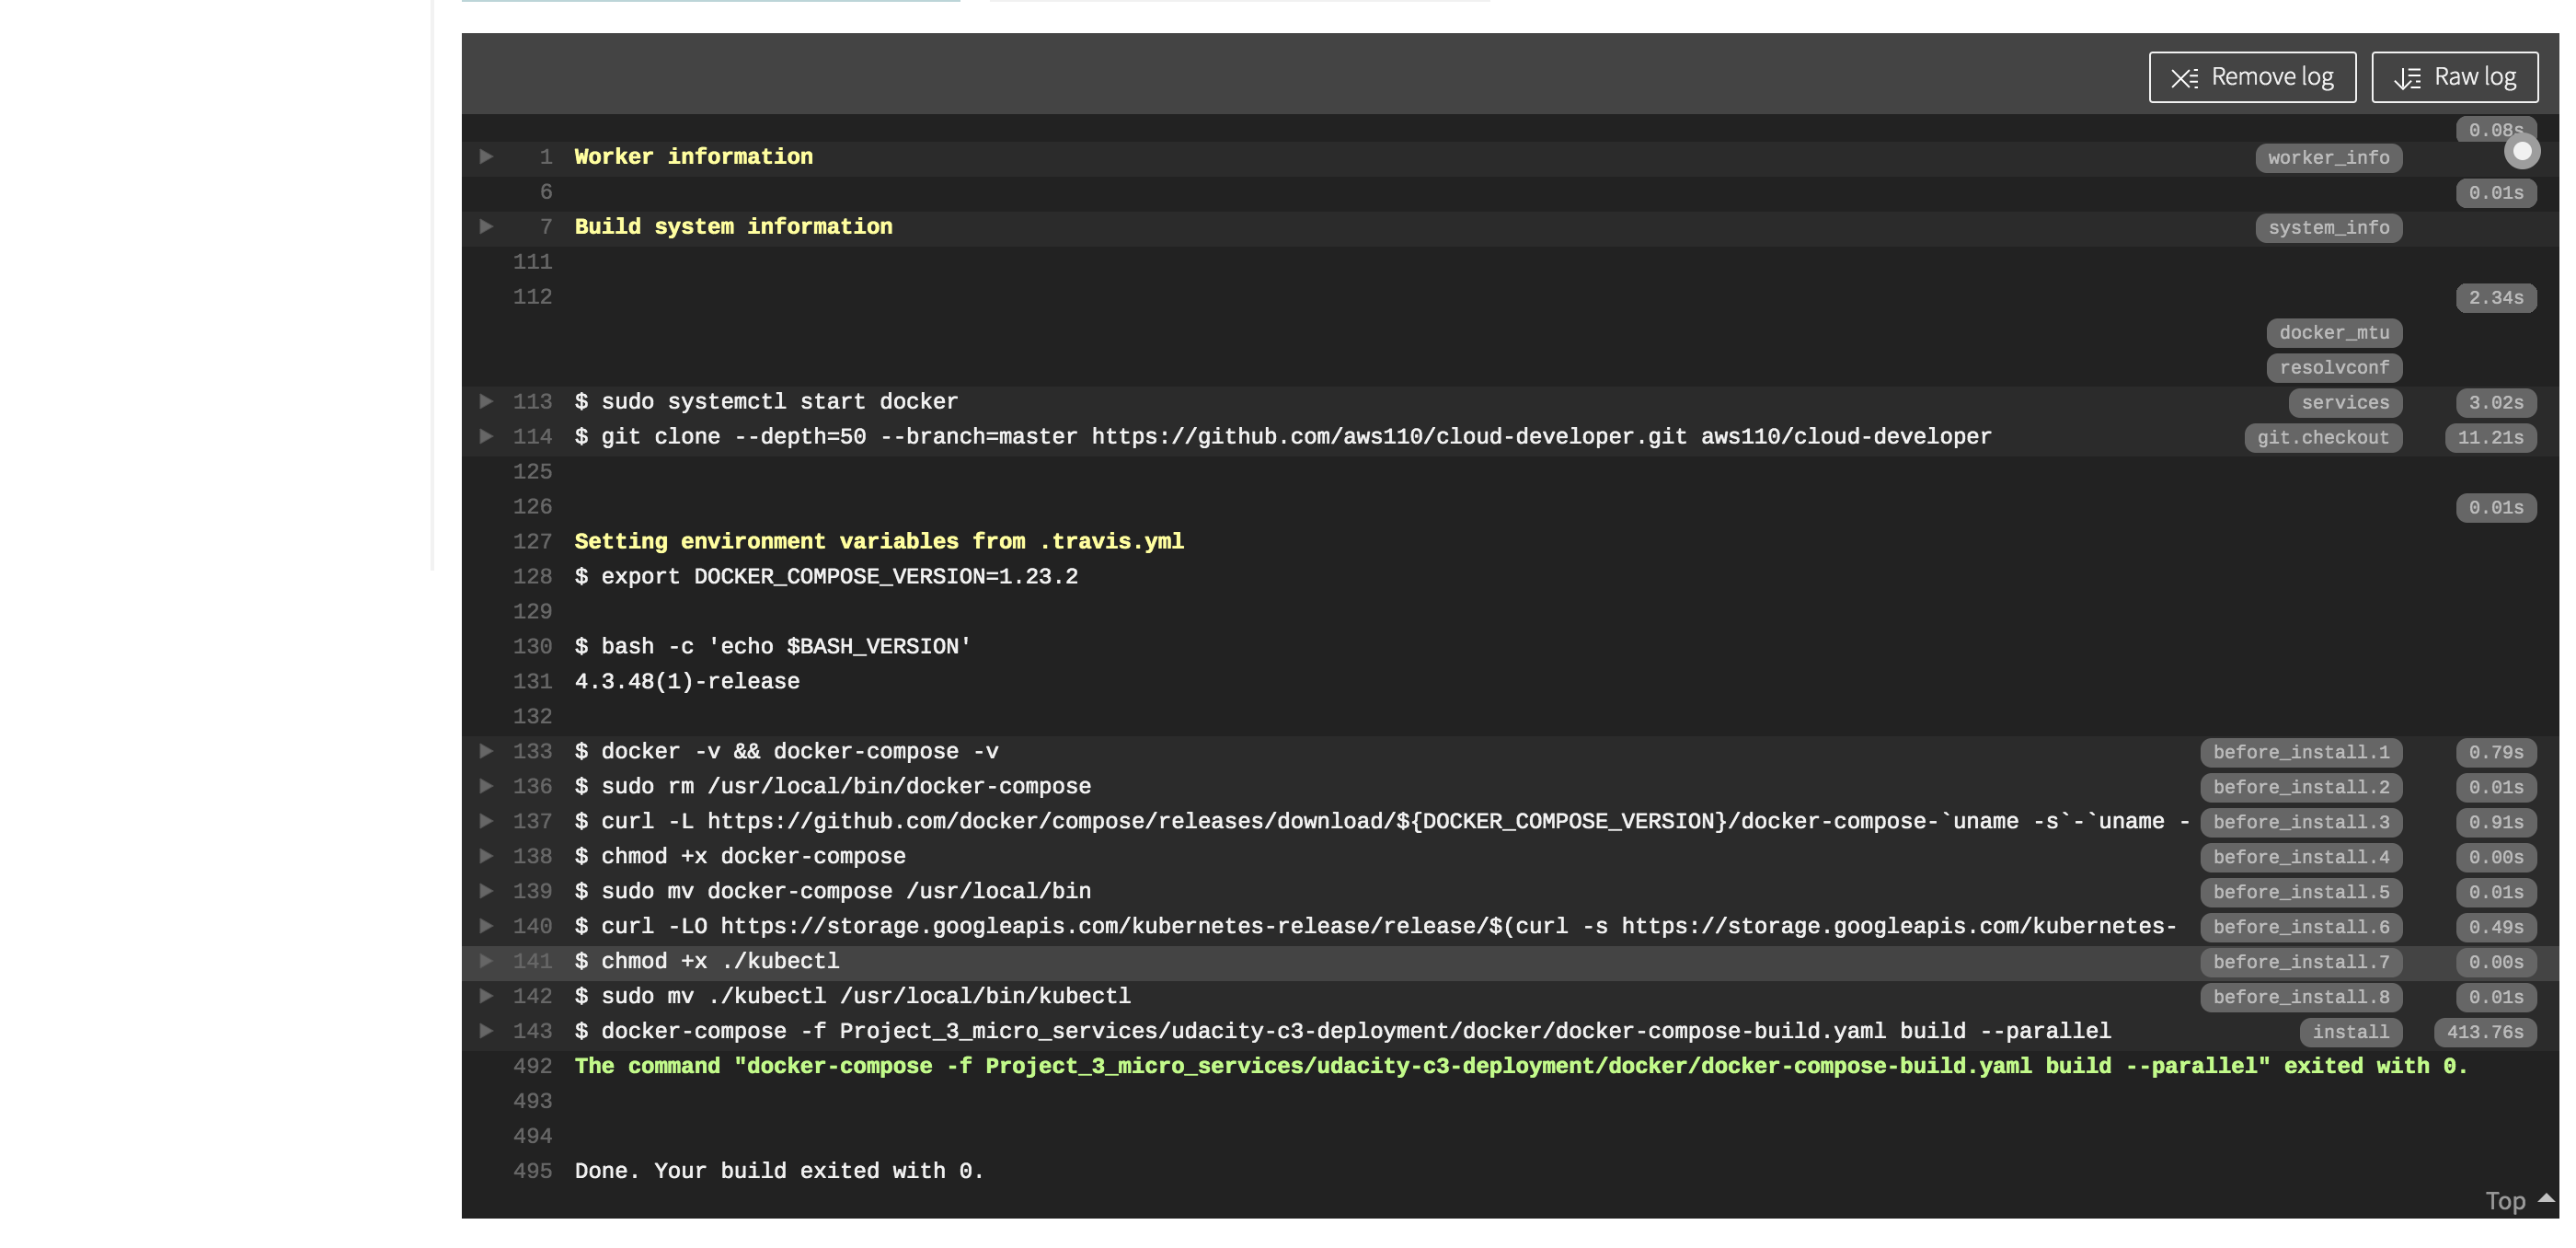 Remove log Raw log
0.08s
1 Worker information worker_info
6 0.01s
7 Build system information system_info
111
112 2.34s
docker_mtu
resolvconf
113 $ sudo systemctl start docker services 3.02s
114 $ git clone --depth=50 --branch=master https://github.com/aws110/cloud-developer.git aws110/cloud-developer git.checkout 11.21s
125
126 0.01s
127 Setting environment variables from .travis.yml
128 $ export DOCKER_COMPOSE_VERSION=1.23.2
129
130 $ bash -c 'echo $BASH_VERSION'
131 4.3.48(1)-release
132
133 $ docker -v && docker-compose -v before_install.1 0.79s
136 $ sudo rm /usr/local/bin/docker-compose before_install.2 0.01s
137 $ curl -L https://github.com/docker/compose/releases/download/${DOCKER_COMPOSE_VERSION}/docker-compose-`uname -s`-`uname - before_install.3 0.91s
138 $ chmod +x docker-compose before_install.4 0.00s
139 $ sudo mv docker-compose /usr/local/bin before_install.5 0.01s
140 $ curl -LO https://storage.googleapis.com/kubernetes-release/release/$(curl -s https://storage.googleapis.com/kubernetes- before_install.6 0.49s
141 $ chmod +x ./kubectl before_install.7 0.00s
142 $ sudo mv ./kubectl /usr/local/bin/kubectl before_install.8 0.01s
143 $ docker-compose -f Project_3_micro_services/udacity-c3-deployment/docker/docker-compose-build.yaml build --parallel install 413.76s
492 The command "docker-compose -f Project_3_micro_services/udacity-c3-deployment/docker/docker-compose-build.yaml build --parallel" exited with 0.
493
494
495 Done. Your build exited with 0.
Top